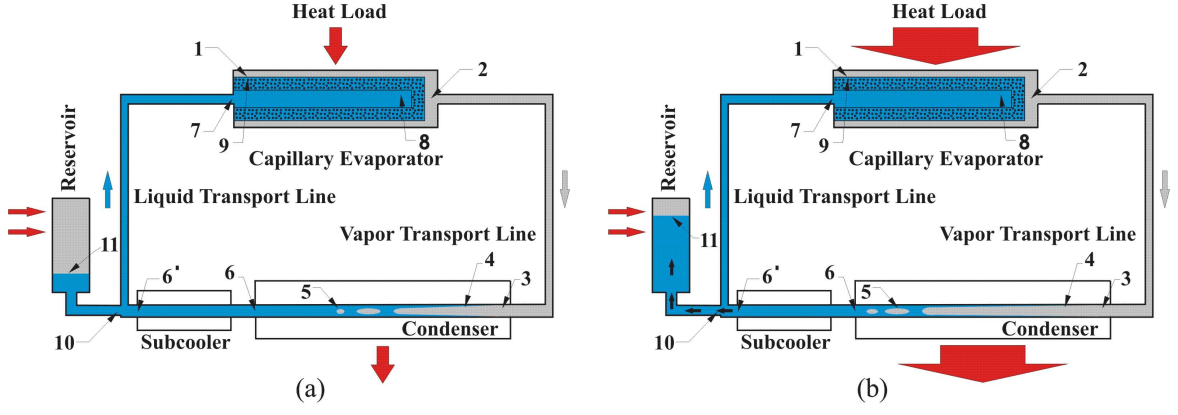 Heat Load
1
2
7
9
8
Capillary Evaporator
Reservoir
Liquid Transport Line
11
Vapor Transport Line
4
3
6'
6
5
10
Subcooler
Condenser
(a)
Heat Load
1
2
7
9
8
Capillary Evaporator
Reservoir
Liquid Transport Line
11
Vapor Transport Line
4
3
6'
6
5
10
Subcooler
Condenser
(b)